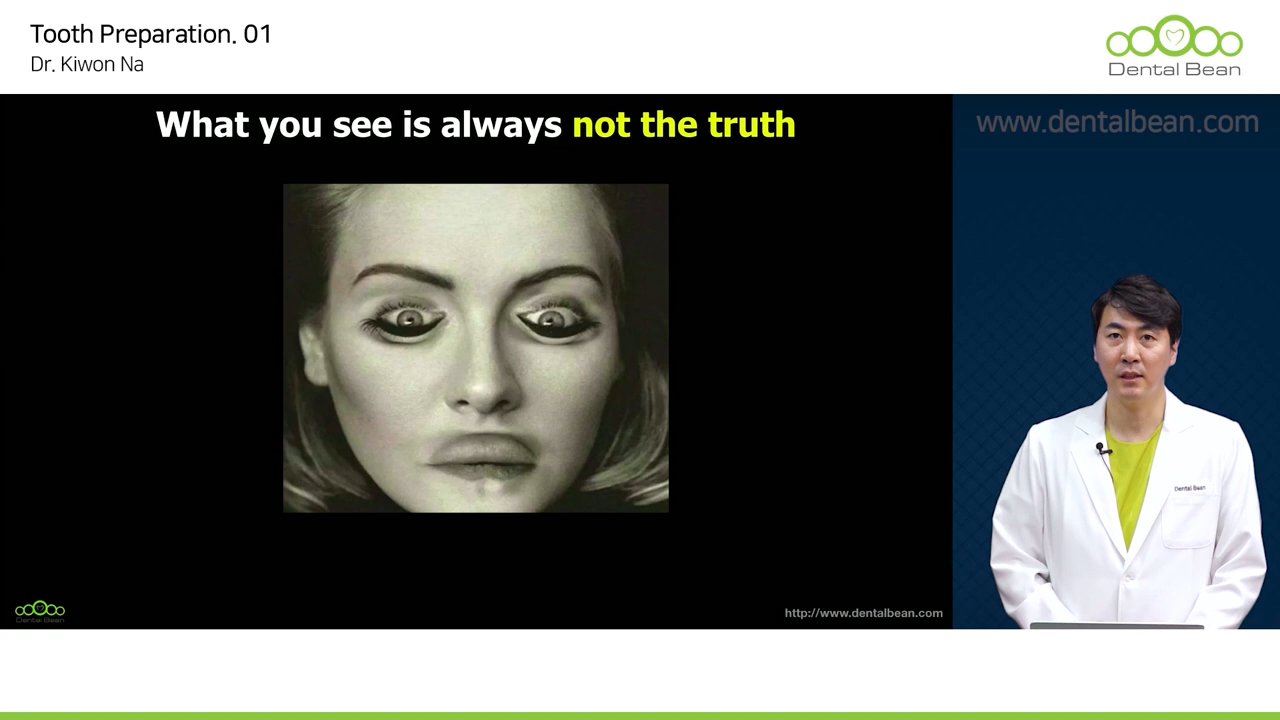 Tooth Preparation. 01
Dr. Kiwon Na
Dental Bean
What you see is always not the truth
www.dentalbean.com
Dental Bean
Dental Bean
http://www.dentalbean.com